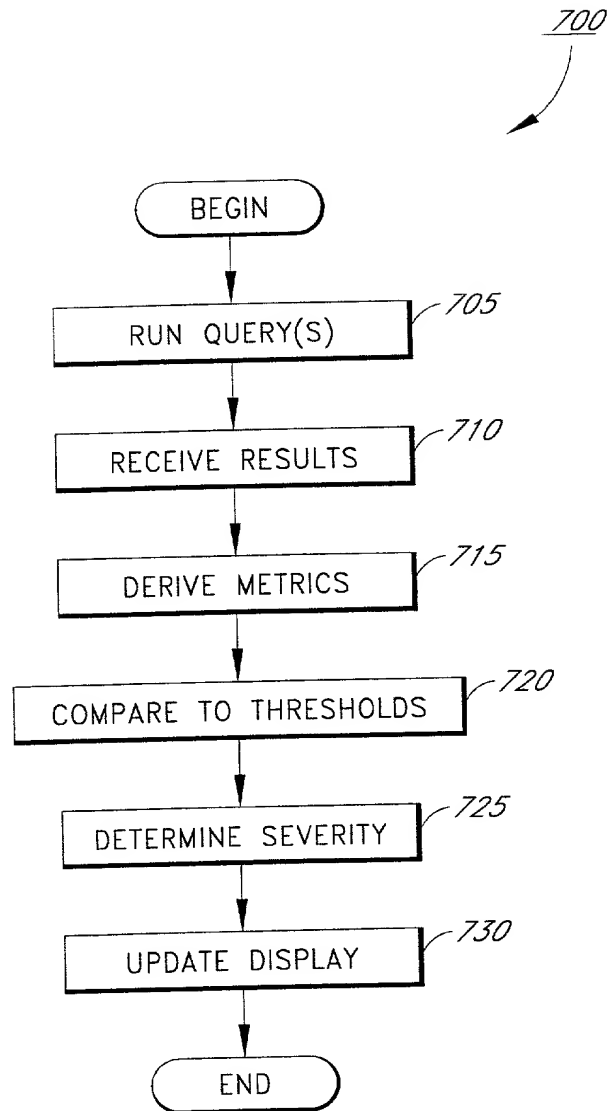 700
BEGIN
RUN QUERY(S)
705
RECEIVE RESULTS
710
DERIVE METRICS
715
COMPARE TO THRESHOLDS
720
DETERMINE SEVERITY
725
UPDATE DISPLAY
730
END